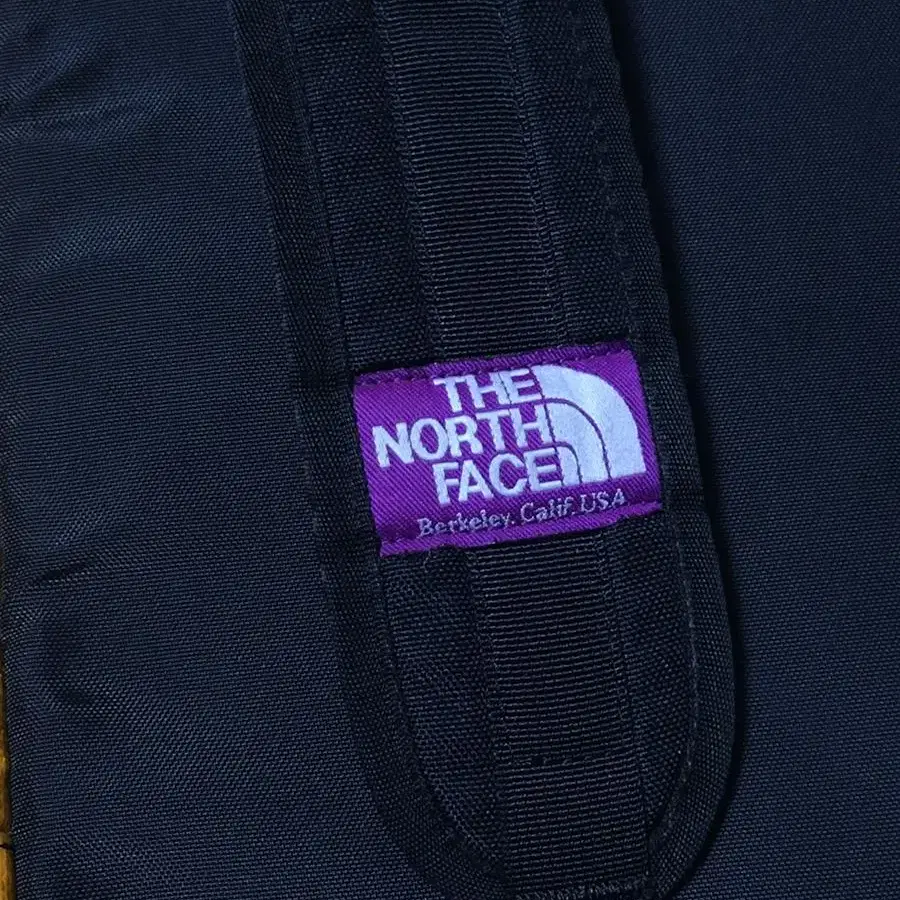 THE
NORTH
FACE
Berkeley. Calif. USA